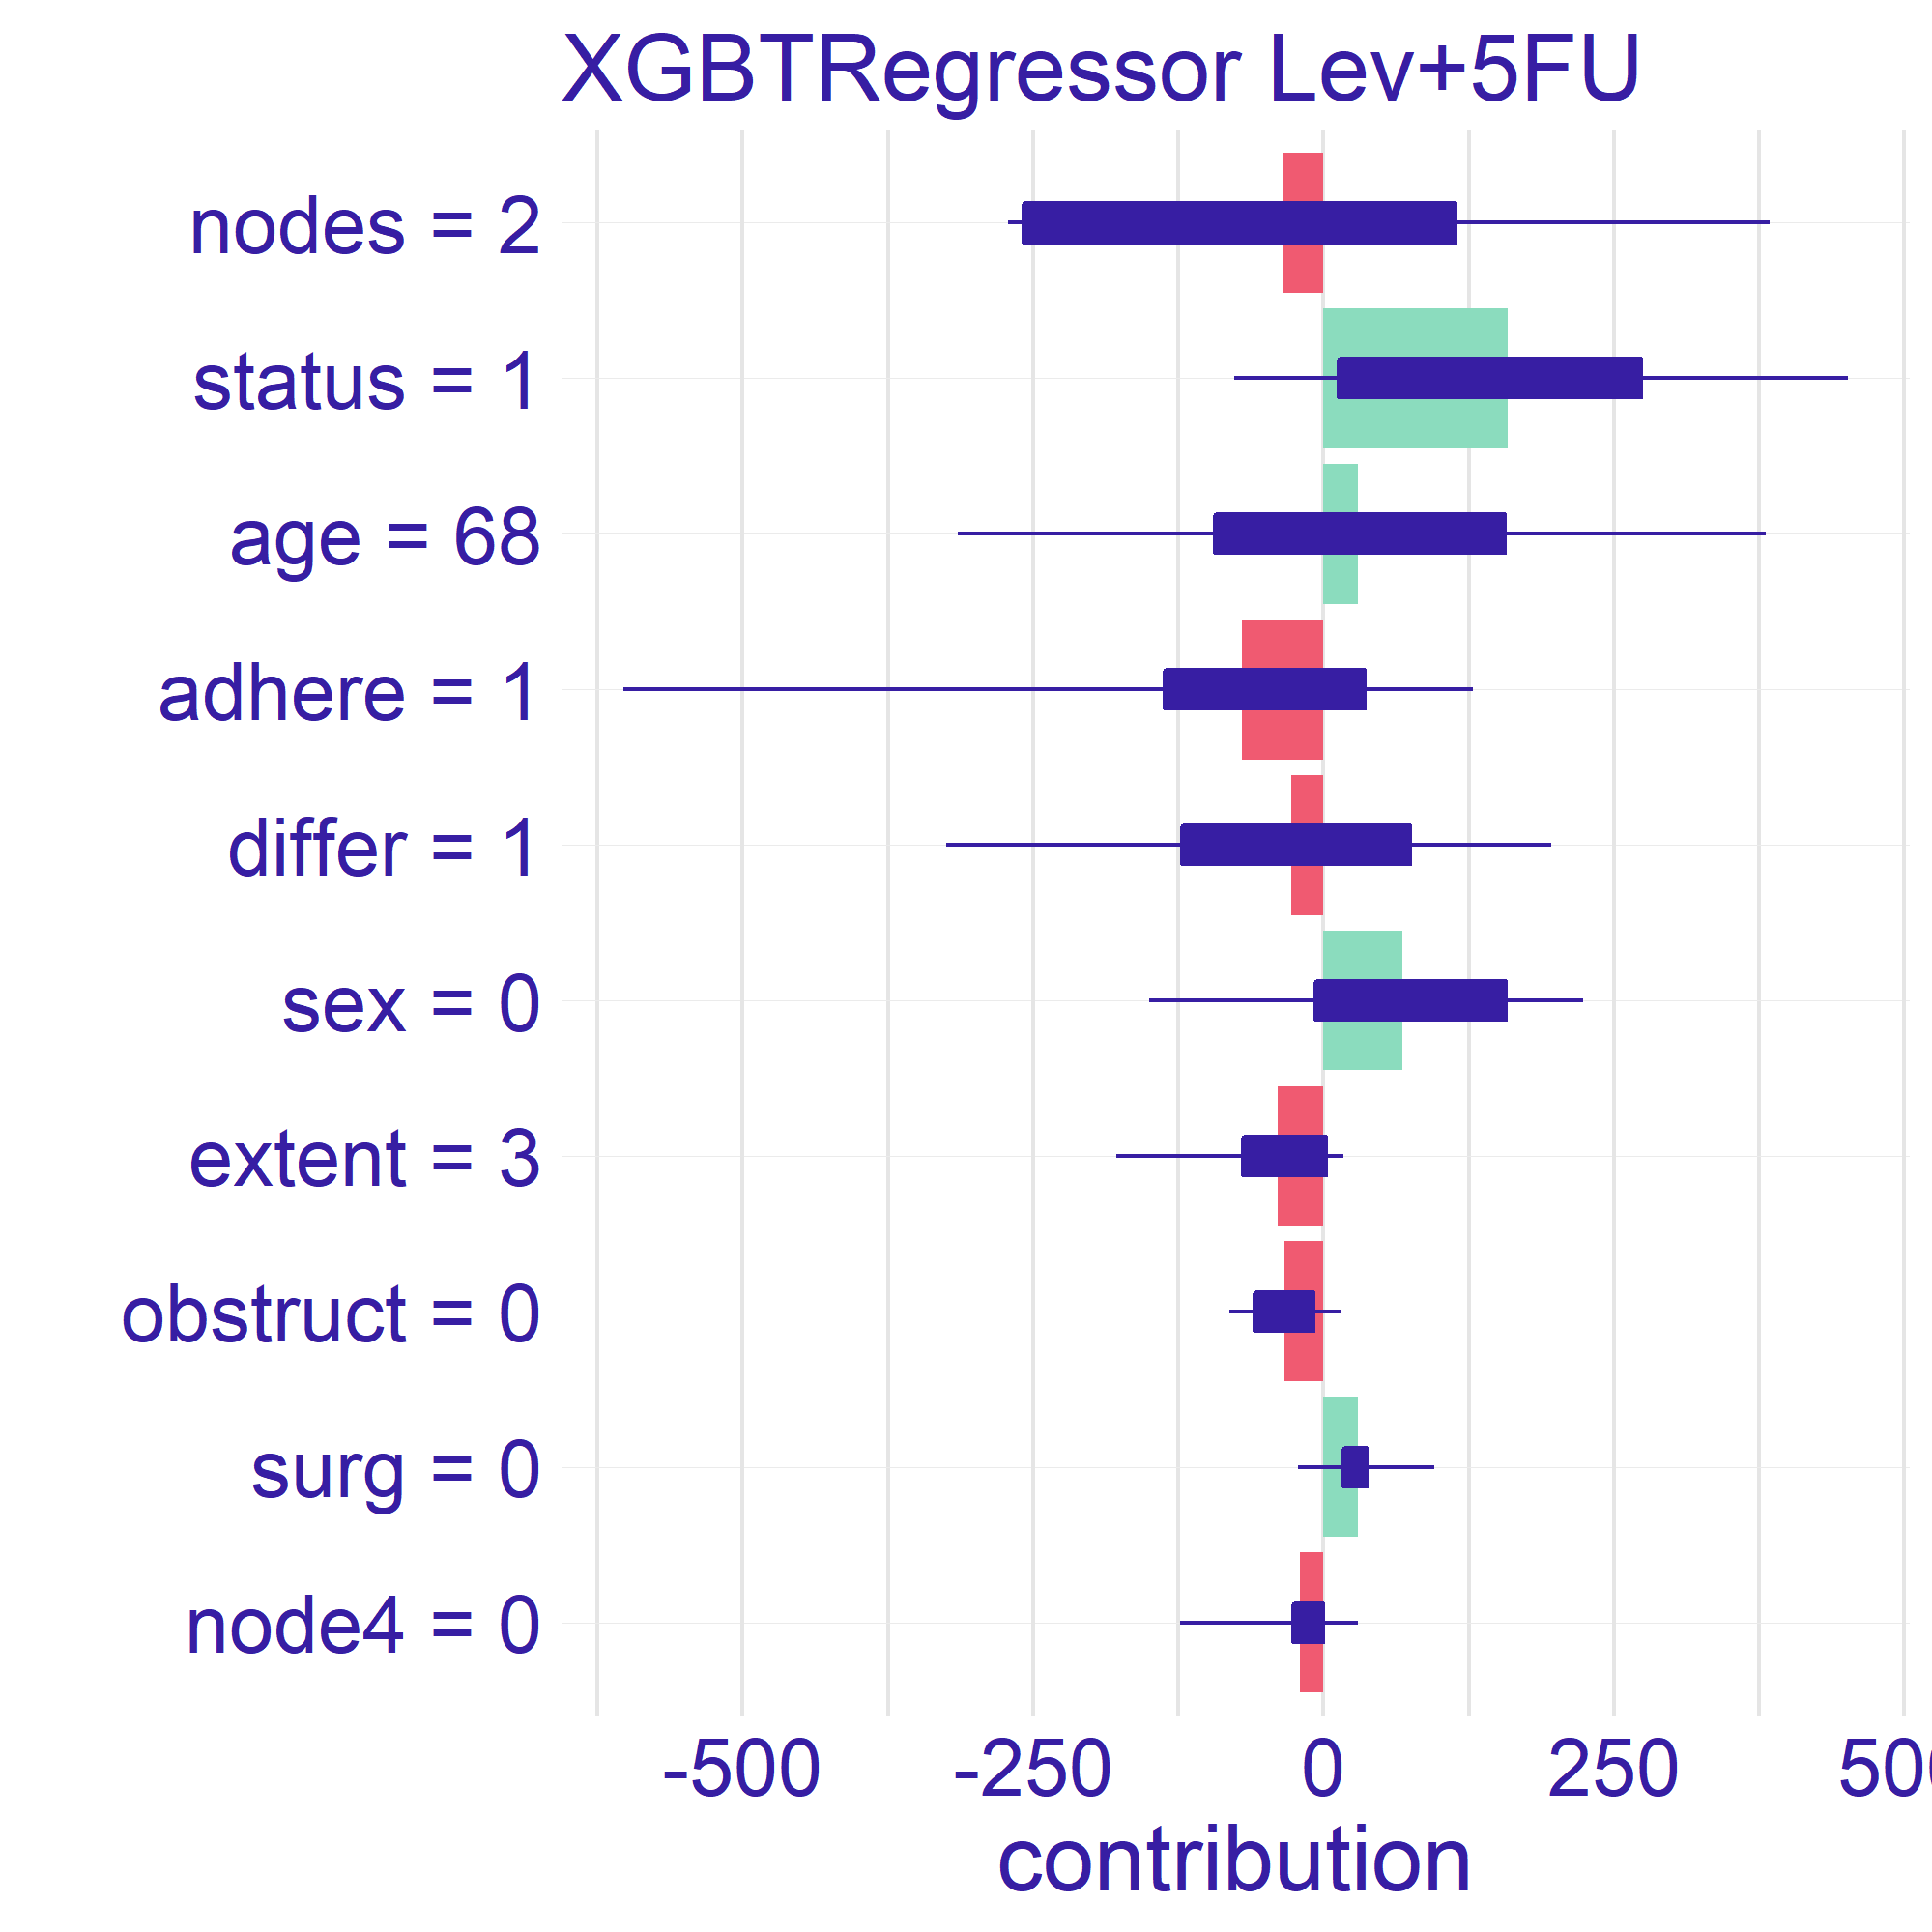 XGBTRegressor Lev+5FU
nodes = 2
status = 1
age = 68
adhere = 1
differ = 1
sex = 0
extent = 3
obstruct = 0
surg = 0
node4 = 0
-500 -250 0 250 500
contribution